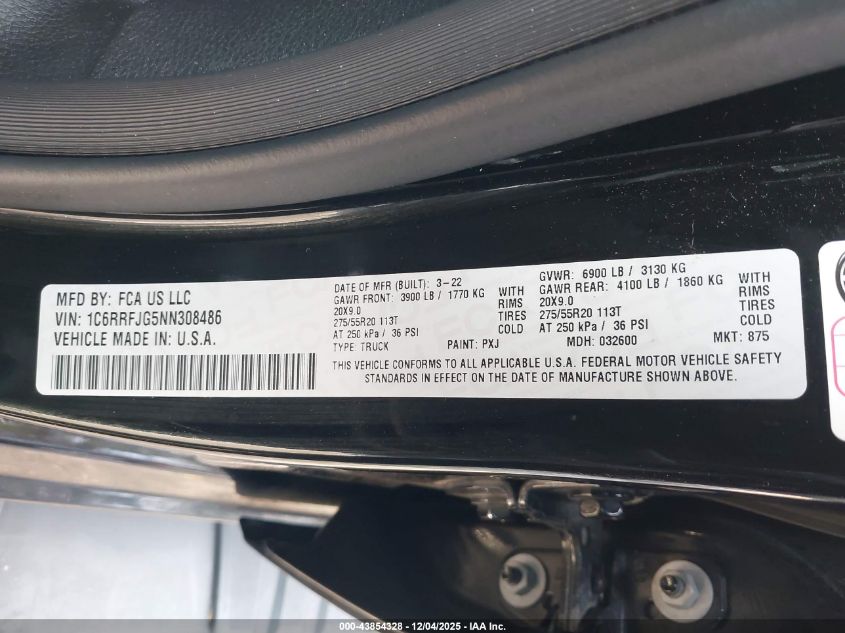 MFD BY: FCA US LLC
VIN: 1C6RRFJG5NN308486
VEHICLE MADE IN: U.S.A.
DATE OF MFR (BUILT): 3-22
GAWR FRONT: 3900 LB / 1770 KG WITH
20X9.0 RIMS
275/55R20 113T TIRES
AT 250 kPa / 36 PSI COLD
TYPE: TRUCK PAINT: PXJ
GVWR: 6900 LB / 3130 KG
GAWR REAR: 4100 LB / 1860 KG WITH
20X9.0 RIMS
275/55R20 113T TIRES
AT 250 kPa / 36 PSI COLD
MDH: 032600 MKT: 875
THIS VEHICLE CONFORMS TO ALL APPLICABLE U.S.A. FEDERAL MOTOR VEHICLE SAFETY
STANDARDS IN EFFECT ON THE DATE OF MANUFACTURE SHOWN ABOVE.
000-43854328 - 12/04/2025 - IAA Inc.